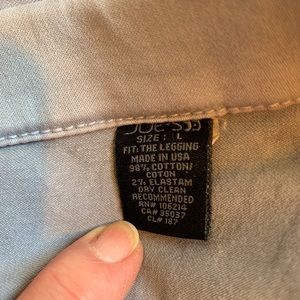 SIZE: L
FIT: THE LEGGING
MADE IN USA
98% COTTON/
COTON
2% ELASTAM
DRY CLEAN
RECOMMENDED
RN# 106214
CA# 35037
CL# 187